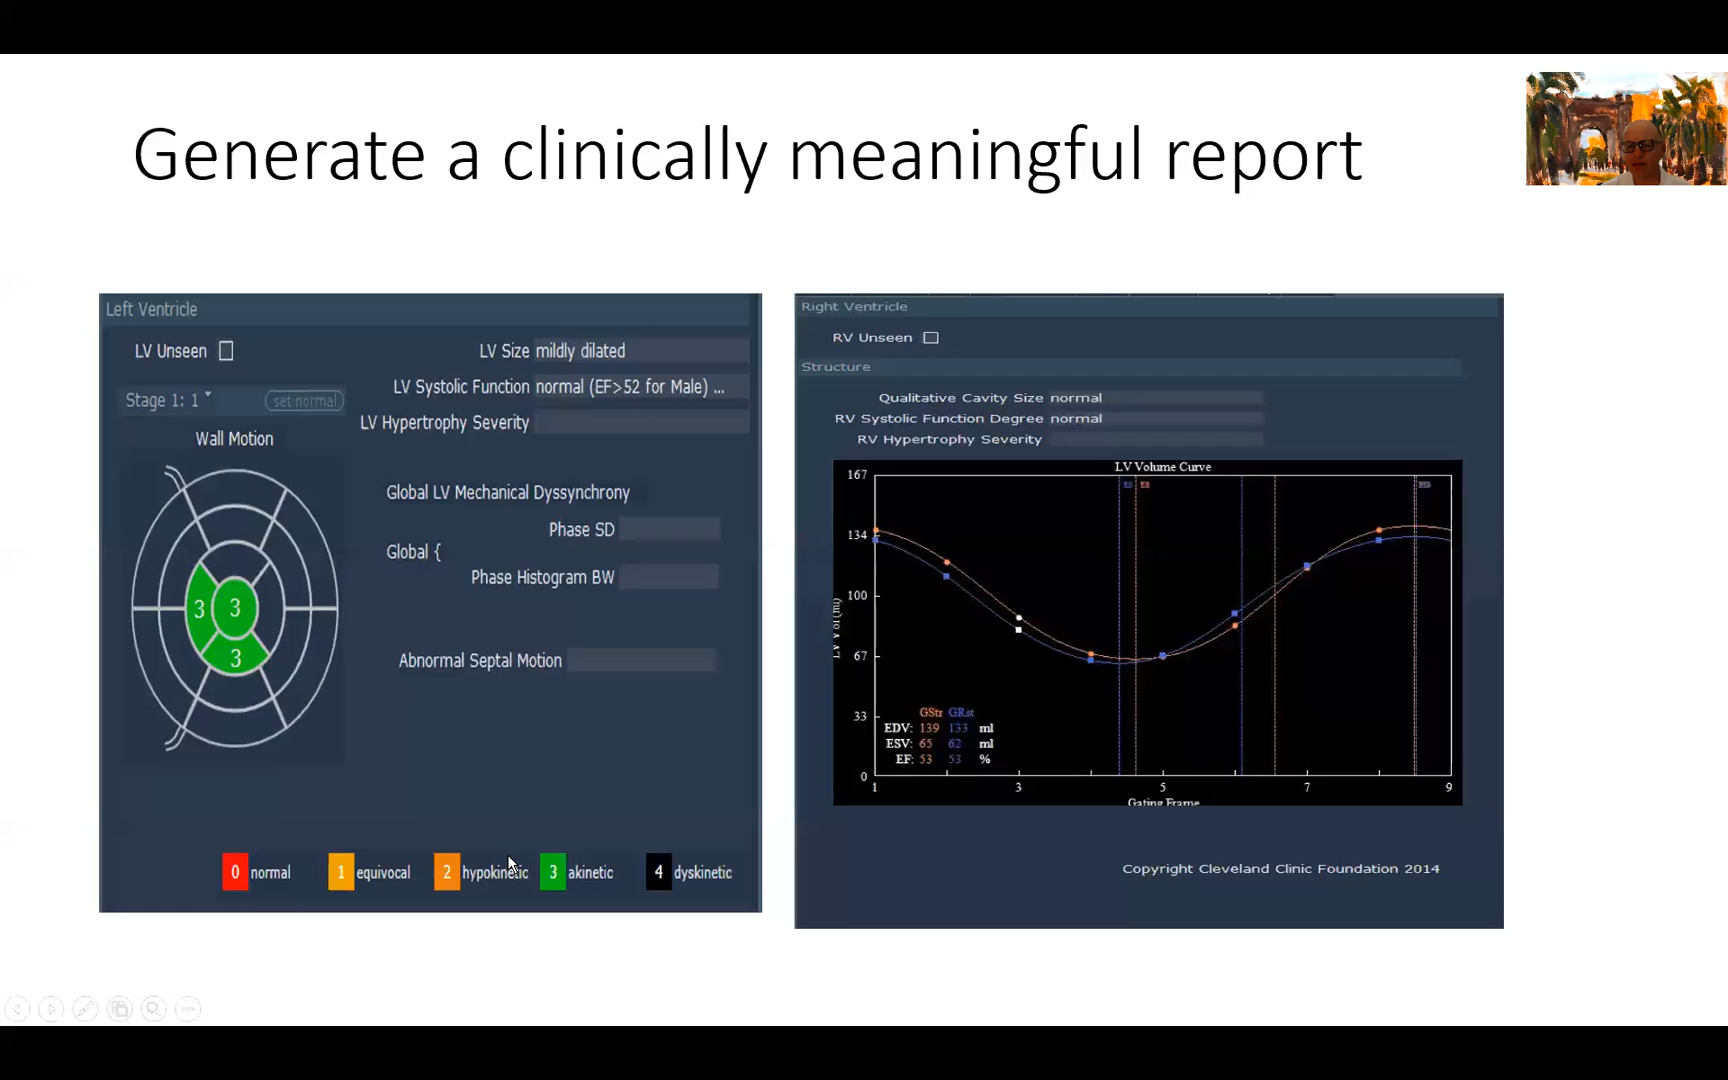 Generate a clinically meaningful report
Left Ventricle
LV Unseen
LV Size mildly dilated
LV Systolic Function normal (EF>52 for Male) ...
LV Hypertrophy Severity
Stage 1: 1
set normal
Wall Motion
3
3
3
Global LV Mechanical Dyssynchrony
Phase SD
Global {
Phase Histogram BW
Abnormal Septal Motion
0 normal
1 equivocal
2 hypokinetic
3 akinetic
4 dyskinetic
Right Ventricle
RV Unseen
Structure
Qualitative Cavity Size normal
RV Systolic Function Degree normal
RV Hypertrophy Severity
LV Volume Curve
167
134
100
67
33
0
GStr GRst
EDV: 139 133 ml
ESV: 65 62 ml
EF: 53 53 %
1 3 5 7 9
Gating Frame
Copyright Cleveland Clinic Foundation 2014